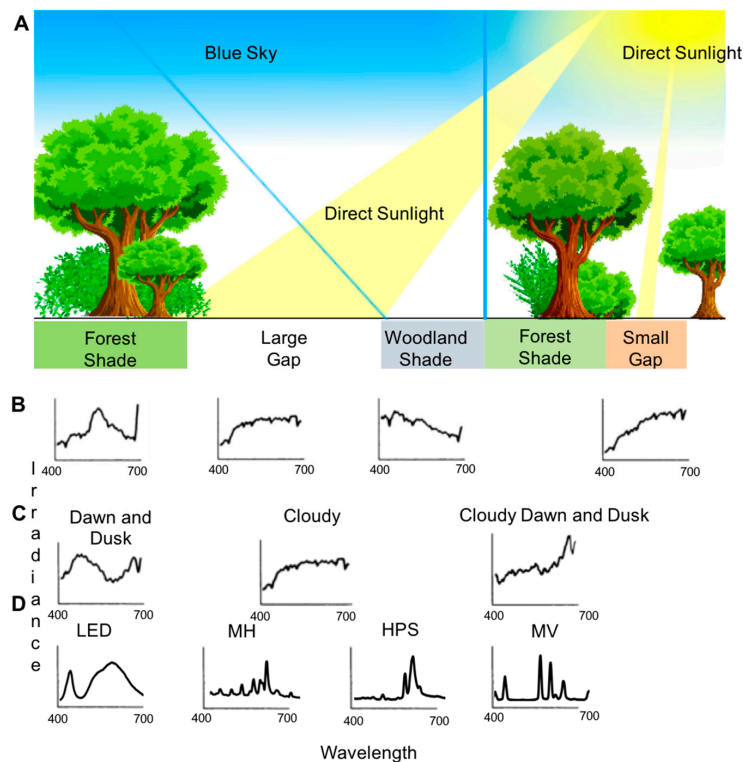 A
Blue Sky
Direct Sunlight
Direct Sunlight
Forest
Shade
Large
Gap
Woodland
Shade
Forest
Shade
Small
Gap
B
400 700
400 700
400 700
400 700
Irradiance
C
Dawn and
Dusk
Cloudy
Cloudy Dawn and Dusk
400 700
400 700
400 700
D
LED
MH
HPS
MV
400 700
400 700
400 700
400 700
Wavelength